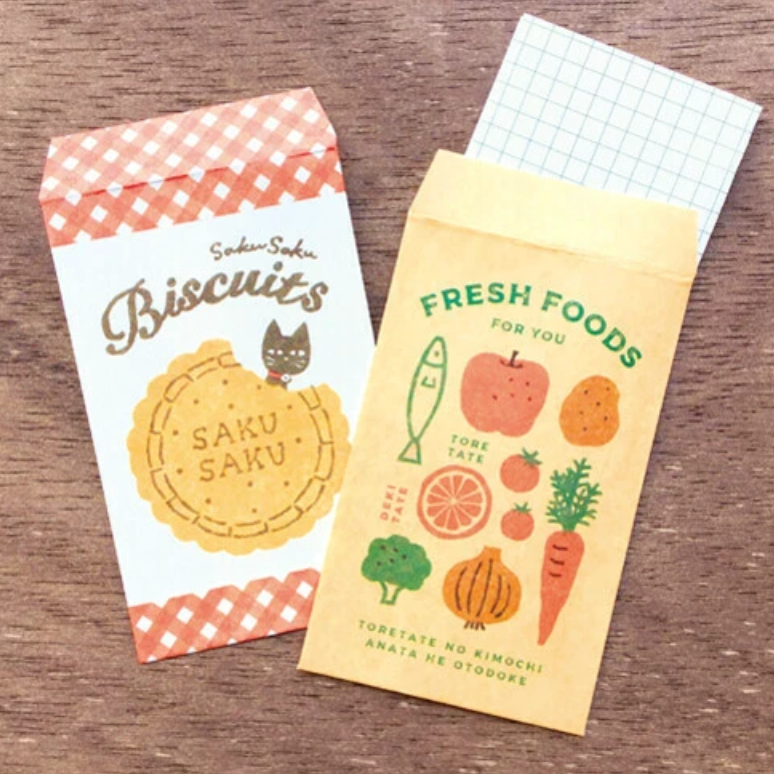 Saku Saku
Biscuits
SAKU
SAKU
FRESH FOODS
FOR YOU
TORE
TATE
DEKI
TATE
TORETATE NO KIMOCHI
ANATA HE OTODOKE